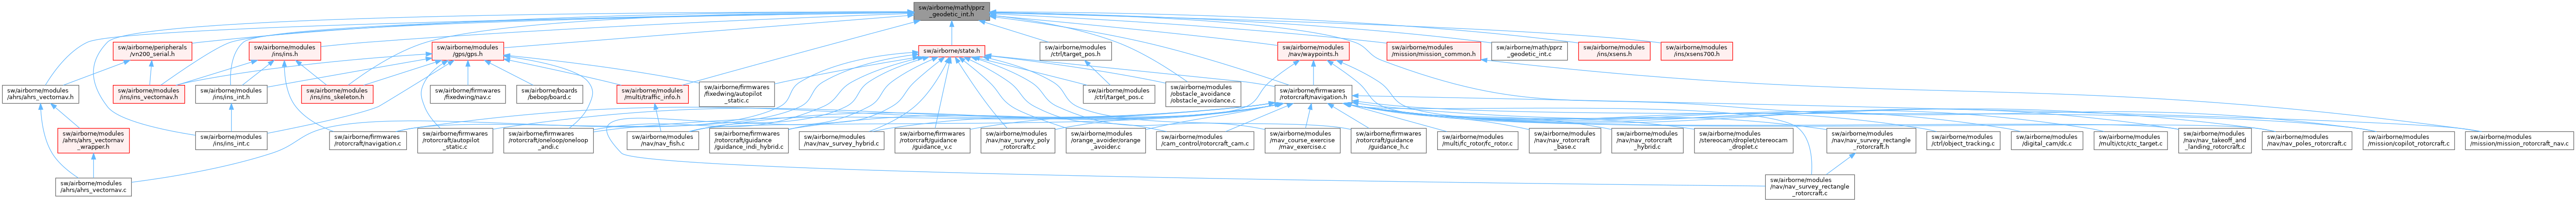 sw/airborne/math/pprz
_geodetic_int.h
sw/airborne/peripherals
/vn200_serial.h
sw/airborne/modules
/ins/ins.h
sw/airborne/modules
/gps/gps.h
sw/airborne/state.h
sw/airborne/modules
/ctrl/target_pos.h
sw/airborne/modules
/nav/waypoints.h
sw/airborne/modules
/mission/mission_common.h
sw/airborne/math/pprz
_geodetic_int.c
sw/airborne/modules
/ins/xsens.h
sw/airborne/modules
/ins/xsens700.h
sw/airborne/modules
/ahrs/ahrs_vectornav.h
sw/airborne/modules
/ins/ins_vectornav.h
sw/airborne/modules
/ins/ins_int.h
sw/airborne/modules
/ins/ins_skeleton.h
sw/airborne/firmwares
/fixedwing/nav.c
sw/airborne/boards
/bebop/board.c
sw/airborne/modules
/multi/traffic_info.h
sw/airborne/firmwares
/fixedwing/autopilot
_static.c
sw/airborne/modules
/ctrl/target_pos.c
sw/airborne/modules
/obstacle_avoidance
/obstacle_avoidance.c
sw/airborne/firmwares
/rotorcraft/navigation.h
sw/airborne/modules
/ahrs/ahrs_vectornav
_wrapper.h
sw/airborne/modules
/ins/ins_int.c
sw/airborne/firmwares
/rotorcraft/navigation.c
sw/airborne/firmwares
/rotorcraft/autopilot
_static.c
sw/airborne/firmwares
/rotorcraft/oneloop/oneloop
_andi.c
sw/airborne/modules
/nav/nav_fish.c
sw/airborne/firmwares
/rotorcraft/guidance
/guidance_indi_hybrid.c
sw/airborne/modules
/nav/nav_survey_hybrid.c
sw/airborne/firmwares
/rotorcraft/guidance
/guidance_v.c
sw/airborne/modules
/nav/nav_survey_poly
_rotorcraft.c
sw/airborne/modules
/orange_avoider/orange
_avoider.c
sw/airborne/modules
/cam_control/rotorcraft_cam.c
sw/airborne/modules
/mav_course_exercise
/mav_exercise.c
sw/airborne/firmwares
/rotorcraft/guidance
/guidance_h.c
sw/airborne/modules
/multi/fc_rotor/fc_rotor.c
sw/airborne/modules
/nav/nav_rotorcraft
_base.c
sw/airborne/modules
/nav/nav_rotorcraft
_hybrid.c
sw/airborne/modules
/stereocam/droplet/stereocam
_droplet.c
sw/airborne/modules
/nav/nav_survey_rectangle
_rotorcraft.h
sw/airborne/modules
/ctrl/object_tracking.c
sw/airborne/modules
/digital_cam/dc.c
sw/airborne/modules
/multi/ctc/ctc_target.c
sw/airborne/modules
/nav/nav_takeoff_and
_landing_rotorcraft.c
sw/airborne/modules
/nav/nav_poles_rotorcraft.c
sw/airborne/modules
/mission/copilot_rotorcraft.c
sw/airborne/modules
/mission/mission_rotorcraft_nav.c
sw/airborne/modules
/ahrs/ahrs_vectornav.c
sw/airborne/modules
/nav/nav_survey_rectangle
_rotorcraft.c